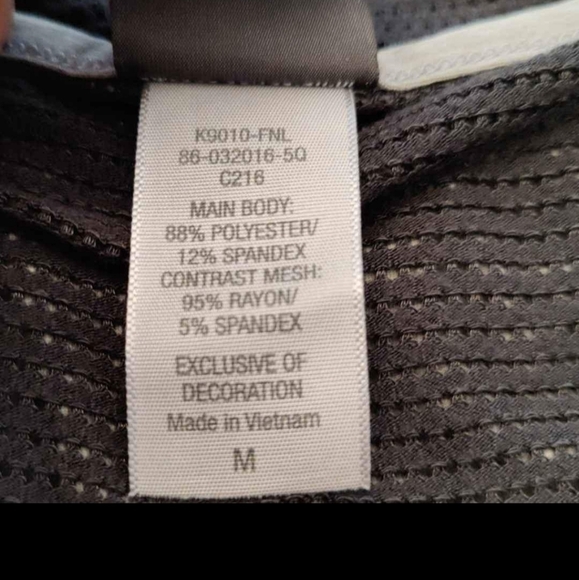 K9010-FNL
86-032016-5Q
C216
MAIN BODY:
88% POLYESTER/
12% SPANDEX
CONTRAST MESH:
95% RAYON/
5% SPANDEX
EXCLUSIVE OF
DECORATION
Made in Vietnam
M